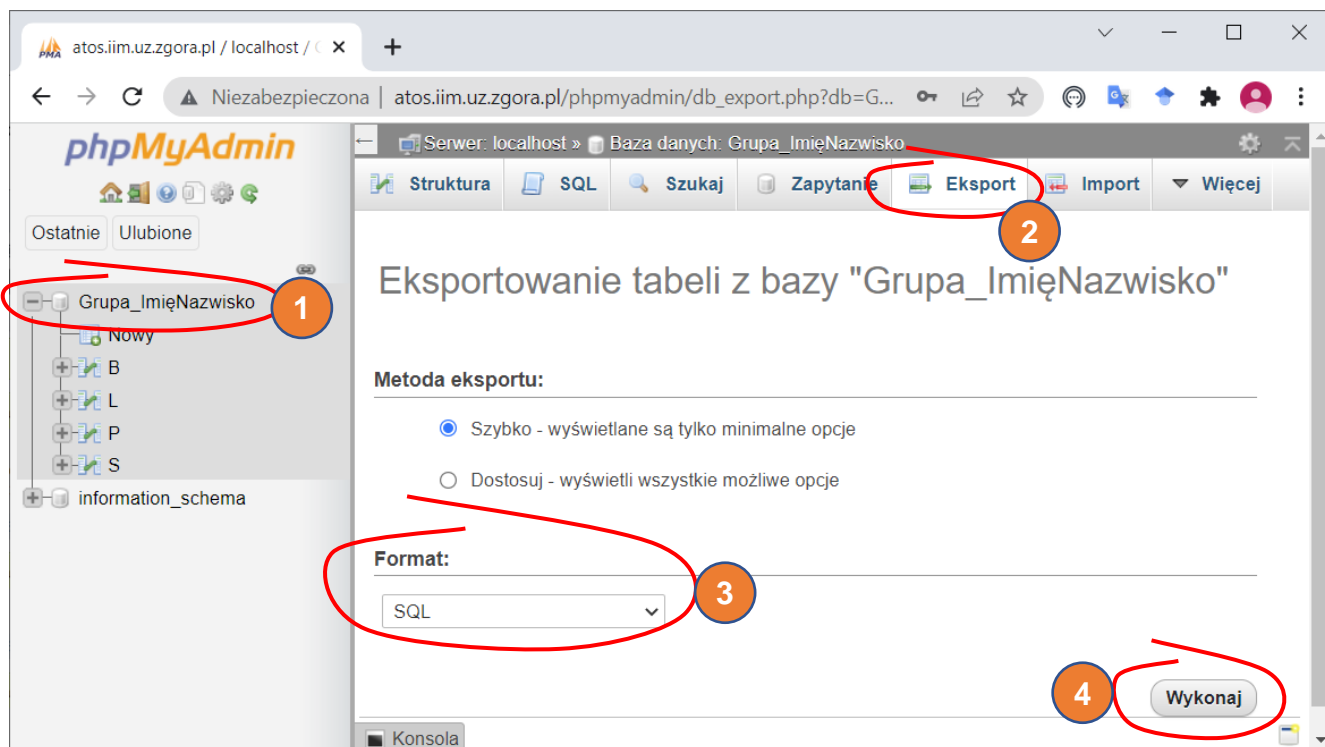 PMA atos.iim.uz.zgora.pl / localhost /
Niezabezpieczona | atos.iim.uz.zgora.pl/phpmyadmin/db_export.php?db=G...
phpMyAdmin
Ostatnie Ulubione
Grupa_ImięNazwisko 1
Nowy
B
L
P
S
information_schema
Serwer: localhost » Baza danych: Grupa_ImięNazwisko
Struktura SQL Szukaj Zapytanie Eksport Import Więcej
2
Eksportowanie tabeli z bazy "Grupa_ImięNazwisko"
Metoda eksportu:
Szybko - wyświetlane są tylko minimalne opcje
Dostosuj - wyświetli wszystkie możliwe opcje
Format:
SQL 3
4 Wykonaj
Konsola